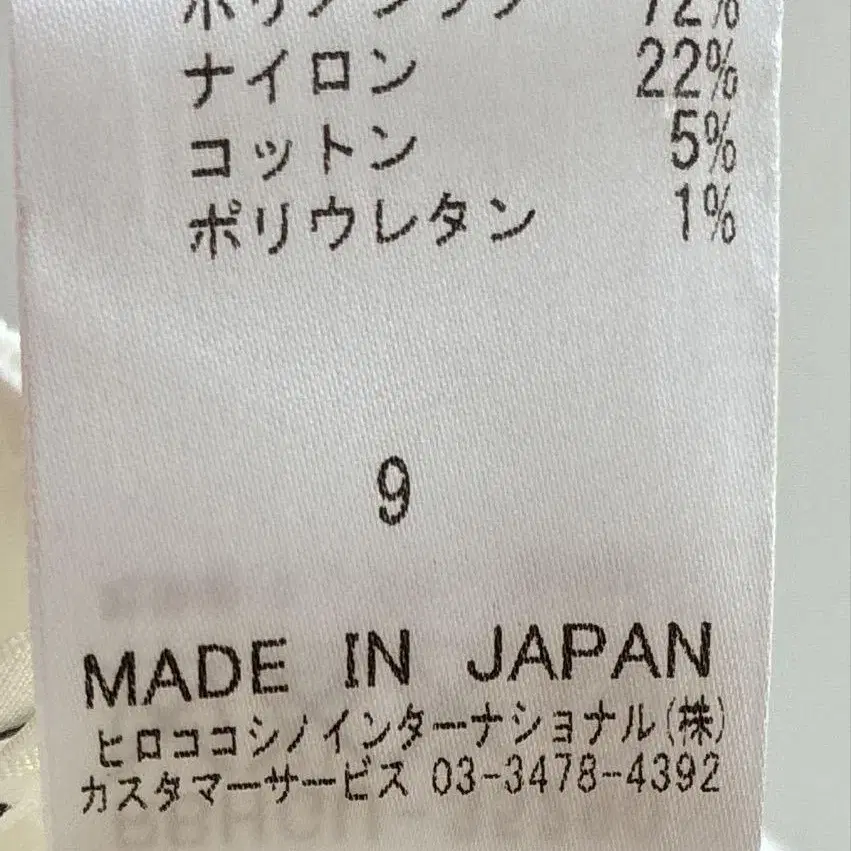 72%
ナイロン 22%
コットン 5%
ポリウレタン 1%
9
MADE IN JAPAN
ヒロココシノインターナショナル(株)
カスタマーサービス 03-3478-4392